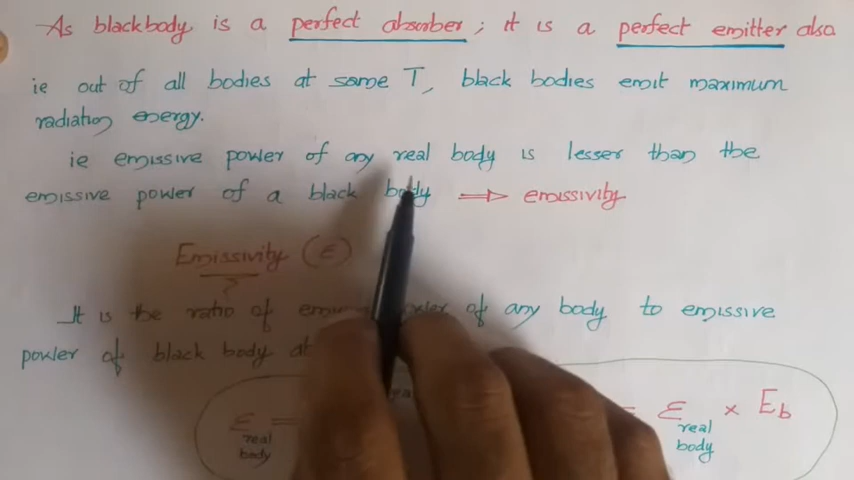 As blackbody is a perfect absorber; it is a perfect emitter also
ie out of all bodies at same T, black bodies emit maximum
radiation energy.
ie emissive power of any real body is lesser than the
emissive power of a black body ⟹ emissivity
Emissivity (ε)
It is the ratio of of any body to emissive
power of black body at
ε real body = = ε real body × Eb